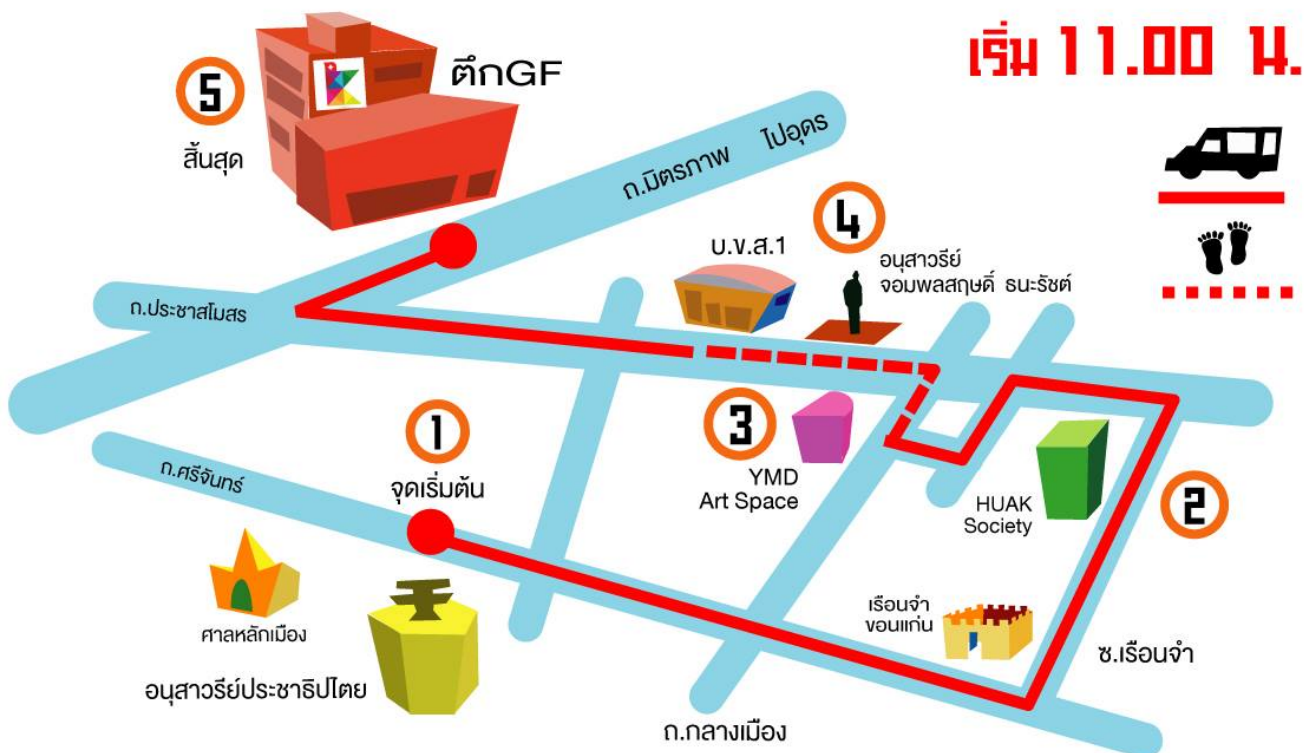 เริ่ม 11.00 น.
5
สิ้นสุด
ตึกGF
ถ.มิตรภาพ ไปอุดร
4
บ.ข.ส.1
อนุสาวรีย์
จอมพลสฤษดิ์ ธนะรัชต์
ถ.ประชาสโมสร
1
จุดเริ่มต้น
3
YMD
Art Space
ถ.ศรีจันทร์
HUAK
Society
2
ศาลหลักเมือง
เรือนจำ
ขอนแก่น
ซ.เรือนจำ
อนุสาวรีย์ประชาธิปไตย
ถ.กลางเมือง